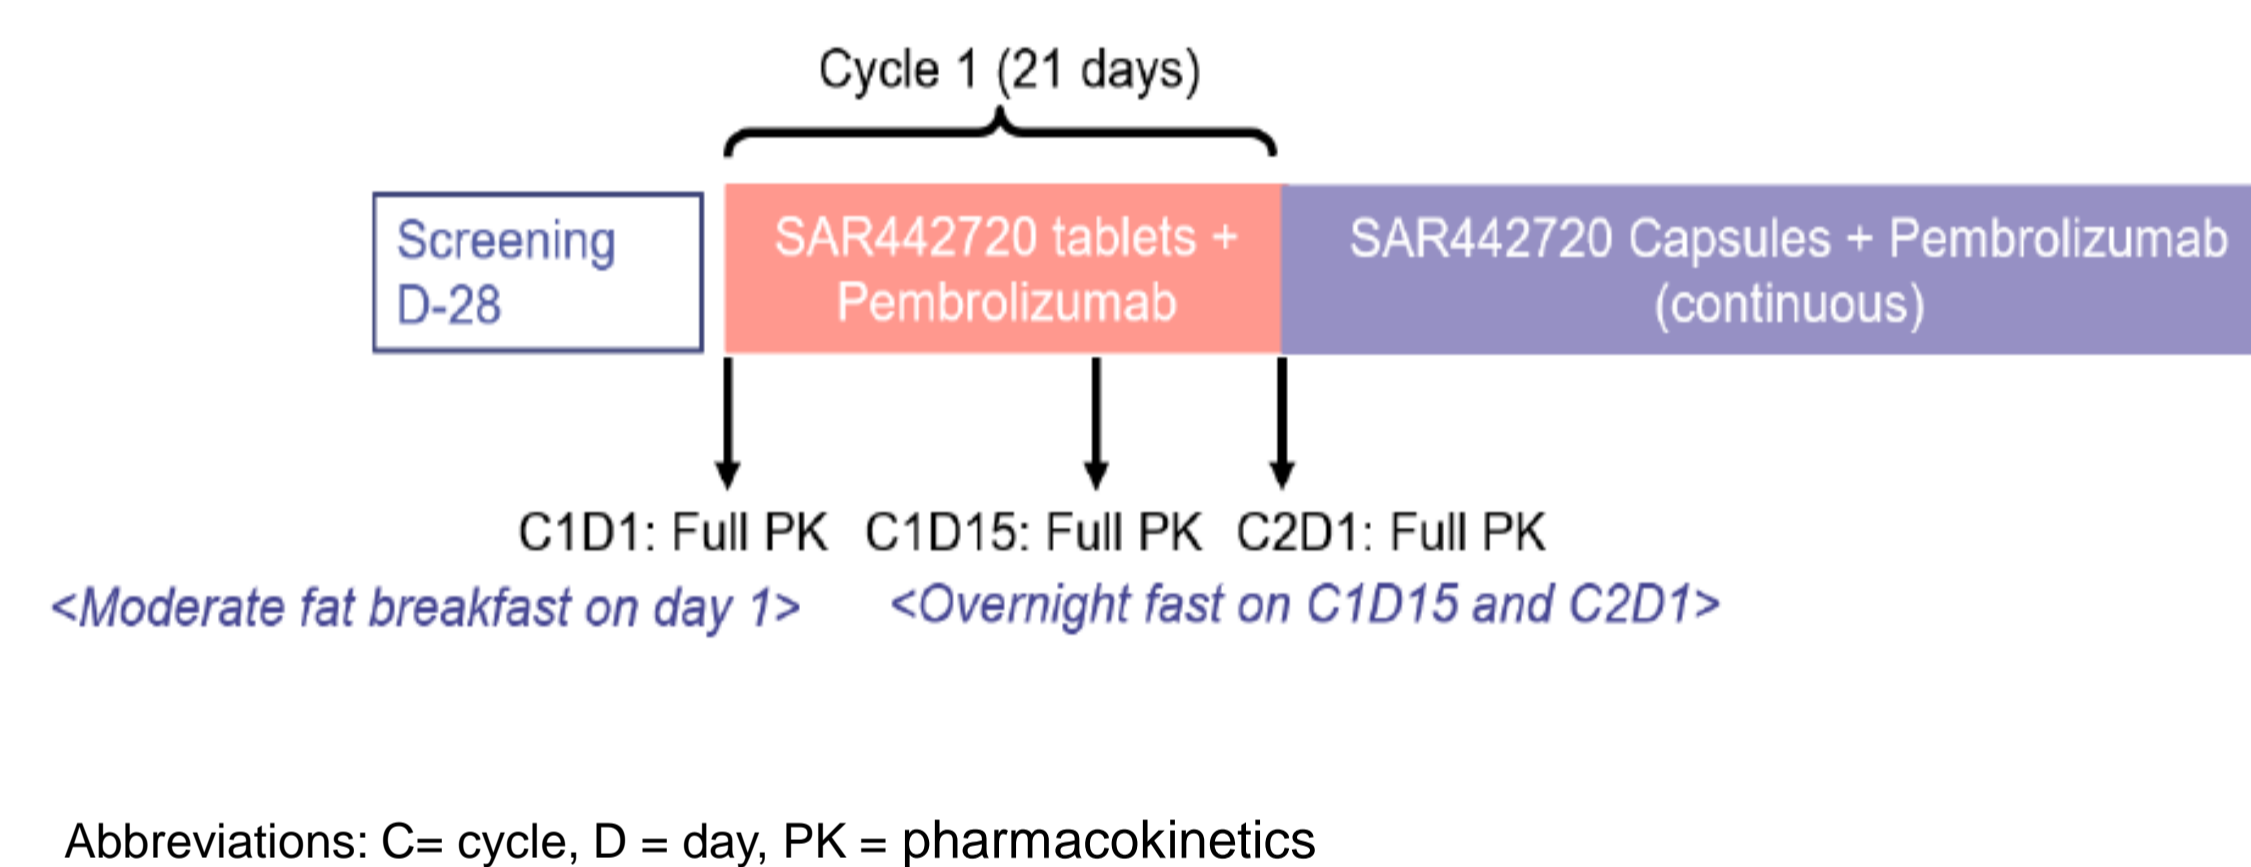 Cycle 1 (21 days)
Screening
D-28
SAR442720 tablets +
Pembrolizumab
SAR442720 Capsules + Pembrolizumab
(continuous)
C1D1: Full PK
C1D15: Full PK
C2D1: Full PK
<Moderate fat breakfast on day 1>
<Overnight fast on C1D15 and C2D1>
Abbreviations: C= cycle, D = day, PK = pharmacokinetics